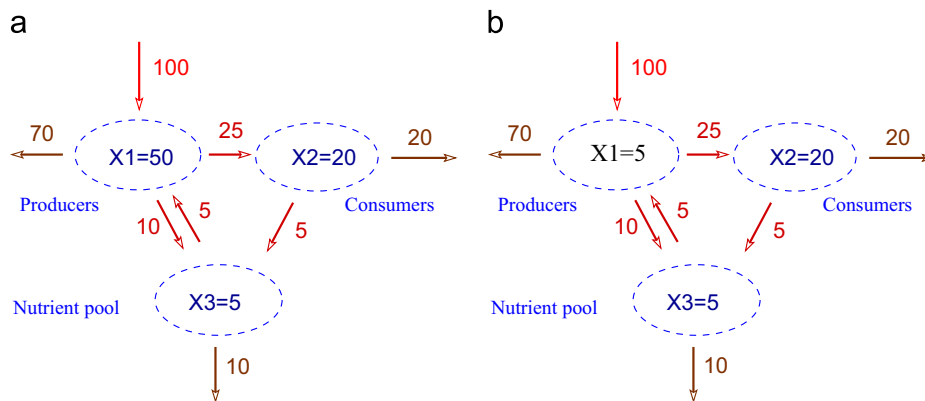 a
100
70
25
20
X1=50
X2=20
Producers
10
5
5
Consumers
Nutrient pool
X3=5
10
b
100
70
25
20
X1=5
X2=20
Producers
10
5
5
Consumers
Nutrient pool
X3=5
10